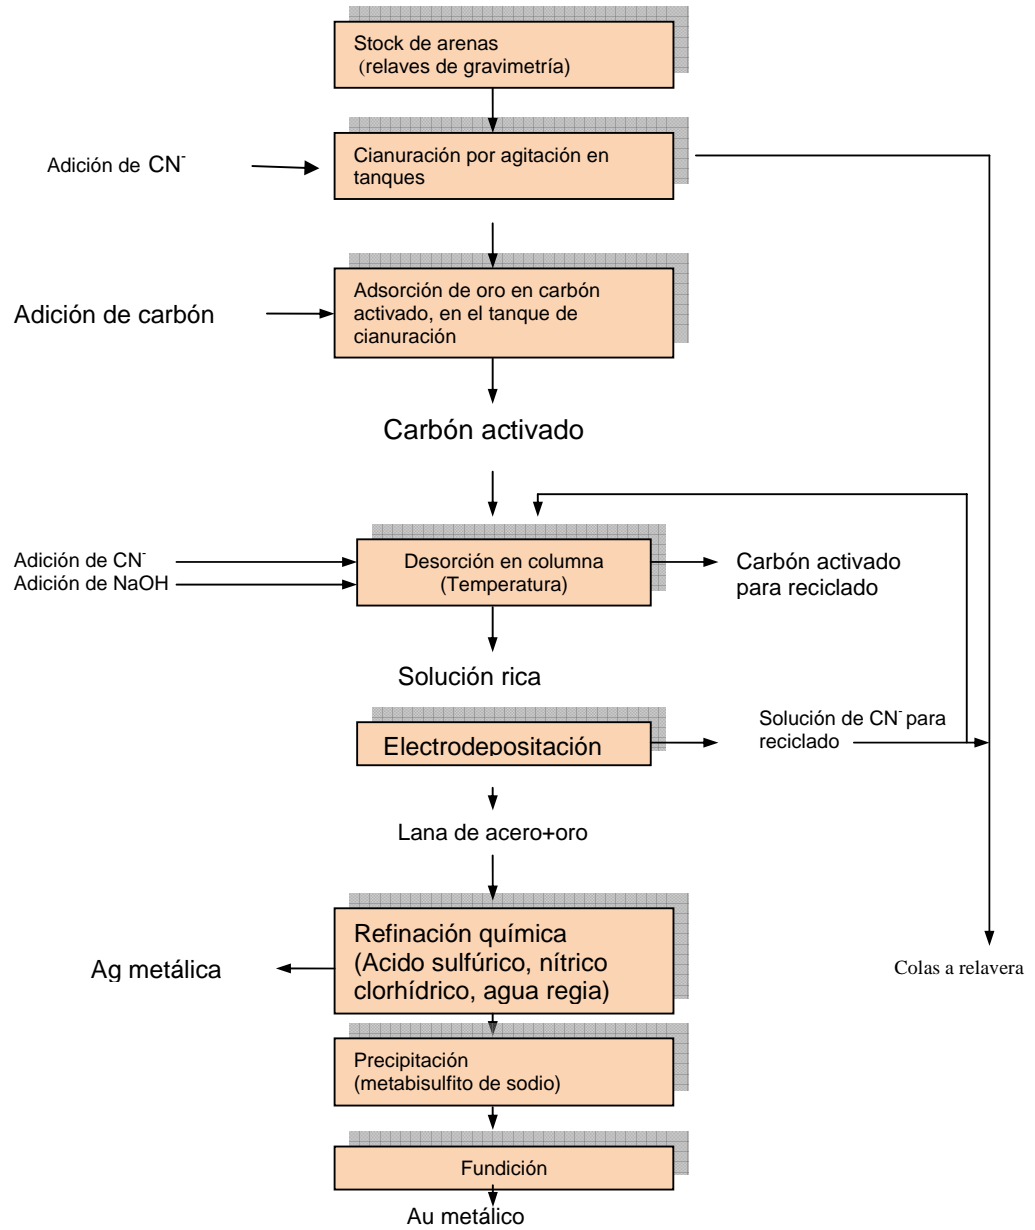 Stock de arenas
(relaves de gravimetría)
Adición de CN⁻
Cianuración por agitación en
tanques
Adición de carbón
Adsorción de oro en carbón
activado, en el tanque de
cianuración
Carbón activado
Adición de CN⁻
Adición de NaOH
Desorción en columna
(Temperatura)
Carbón activado
para reciclado
Solución rica
Electrodepositación
Solución de CN⁻ para
reciclado
Lana de acero+oro
Refinación química
(Acido sulfúrico, nítrico
clorhídrico, agua regia)
Ag metálica
Colas a relavera
Precipitación
(metabisulfito de sodio)
Fundición
Au metálico